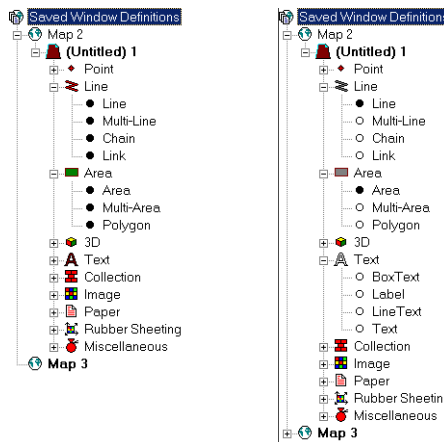 Saved Window Definitions
Map 2
(Untitled) 1
Point
Line
Line
Multi-Line
Chain
Link
Area
Area
Multi-Area
Polygon
3D
Text
Collection
Image
Paper
Rubber Sheeting
Miscellaneous
Map 3
Saved Window Definitions
Map 2
(Untitled) 1
Point
Line
Line
Multi-Line
Chain
Link
Area
Area
Multi-Area
Polygon
3D
Text
BoxText
Label
LineText
Text
Collection
Image
Paper
Rubber Sheetin
Miscellaneous
Map 3